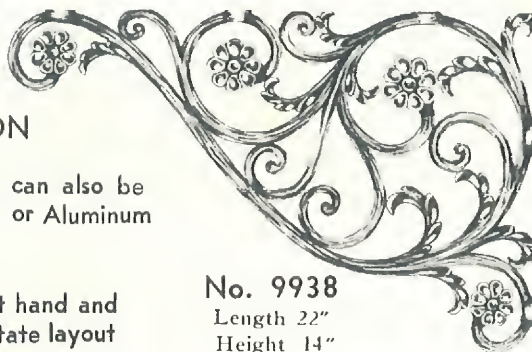 ON
can also be
or Aluminum
t hand and
tate layout
No. 9938
Length 22"
Height 14"